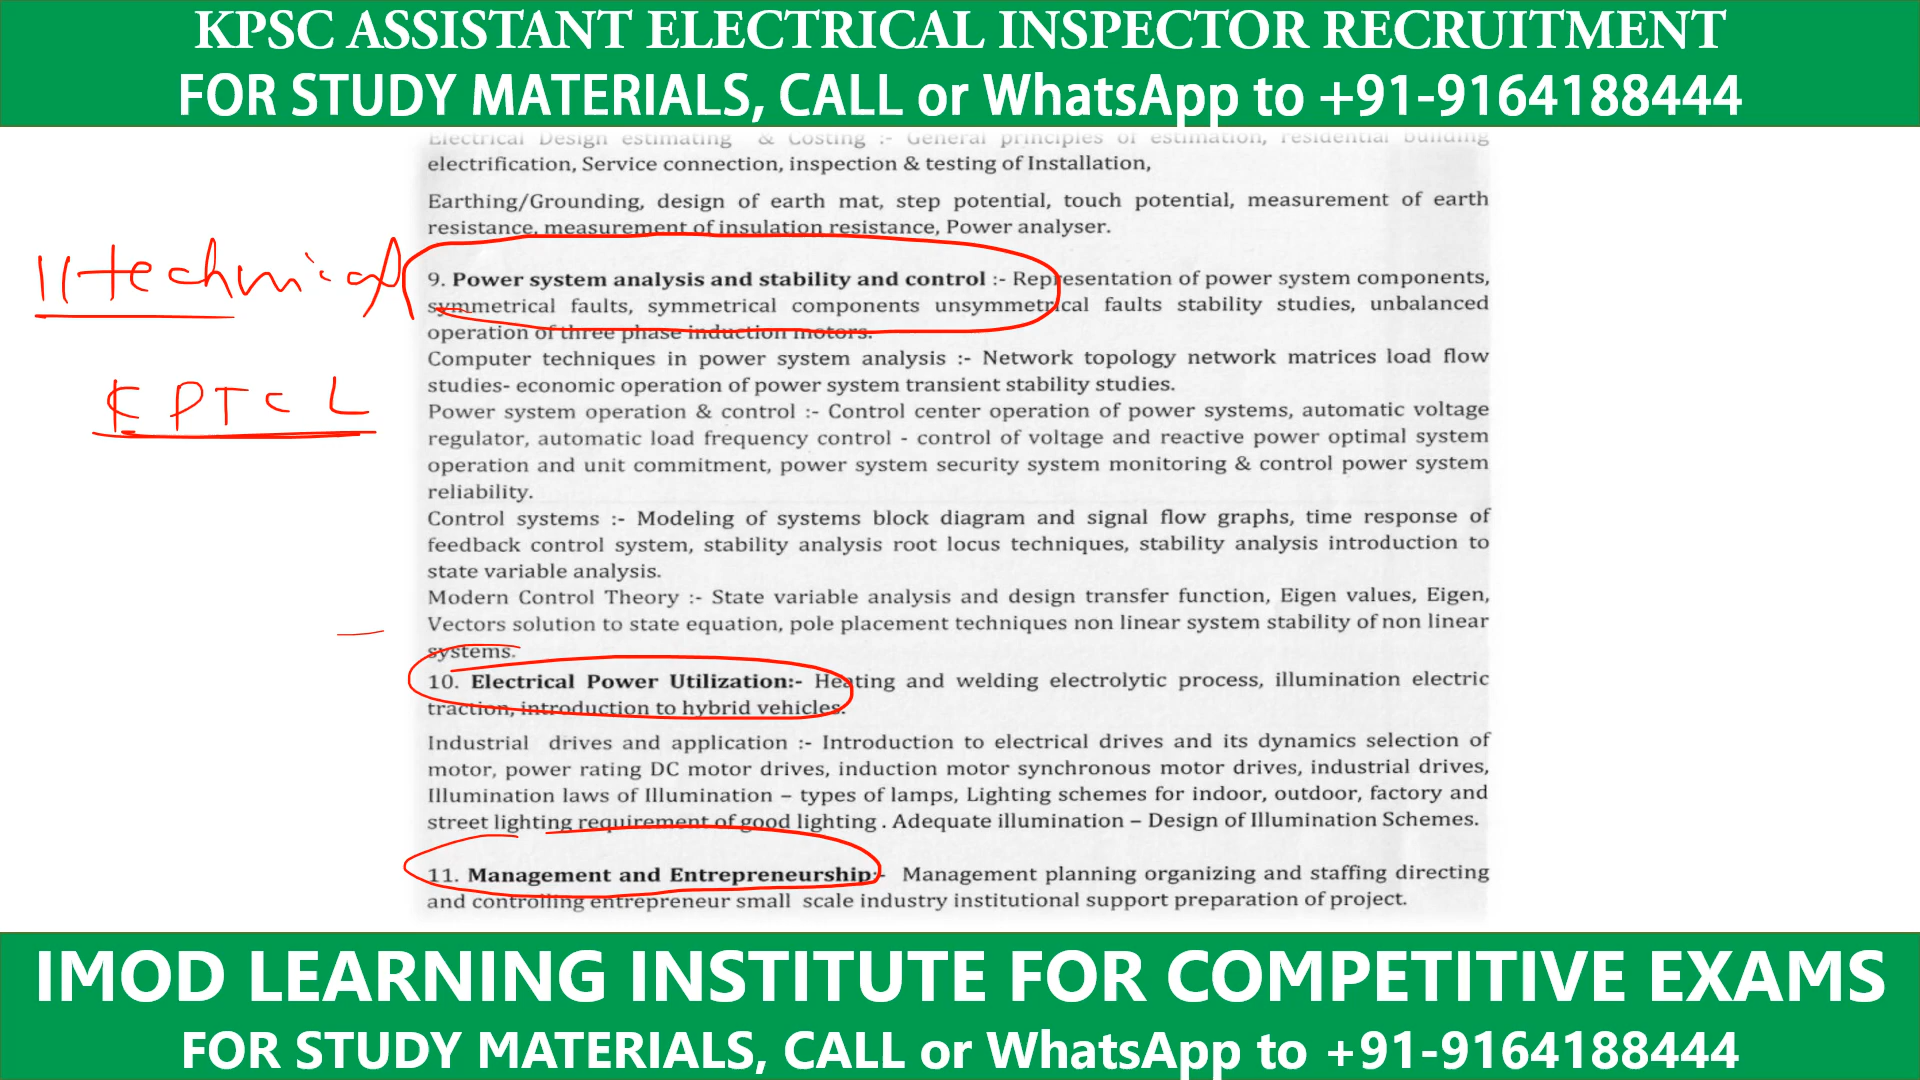 KPSC ASSISTANT ELECTRICAL INSPECTOR RECRUITMENT
FOR STUDY MATERIALS, CALL or WhatsApp to +91-9164188444
Electrical Design estimating & Costing :- General principles of estimation, residential building
electrification, Service connection, inspection & testing of Installation,
Earthing/Grounding, design of earth mat, step potential, touch potential, measurement of earth
resistance, measurement of insulation resistance, Power analyser.
11 technical
9. Power system analysis and stability and control :- Representation of power system components,
symmetrical faults, symmetrical components unsymmetrical faults stability studies, unbalanced
operation of three phase induction motors.
Computer techniques in power system analysis :- Network topology network matrices load flow
studies- economic operation of power system transient stability studies.
KPTCL
Power system operation & control :- Control center operation of power systems, automatic voltage
regulator, automatic load frequency control - control of voltage and reactive power optimal system
operation and unit commitment, power system security system monitoring & control power system
reliability.
Control systems :- Modeling of systems block diagram and signal flow graphs, time response of
feedback control system, stability analysis root locus techniques, stability analysis introduction to
state variable analysis.
Modern Control Theory :- State variable analysis and design transfer function, Eigen values, Eigen,
Vectors solution to state equation, pole placement techniques non linear system stability of non linear
systems.
10. Electrical Power Utilization:- Heating and welding electrolytic process, illumination electric
traction, introduction to hybrid vehicles.
Industrial drives and application :- Introduction to electrical drives and its dynamics selection of
motor, power rating DC motor drives, induction motor synchronous motor drives, industrial drives,
Illumination laws of Illumination – types of lamps, Lighting schemes for indoor, outdoor, factory and
street lighting requirement of good lighting . Adequate illumination – Design of Illumination Schemes.
11. Management and Entrepreneurship:- Management planning organizing and staffing directing
and controlling entrepreneur small scale industry institutional support preparation of project.
IMOD LEARNING INSTITUTE FOR COMPETITIVE EXAMS
FOR STUDY MATERIALS, CALL or WhatsApp to +91-9164188444